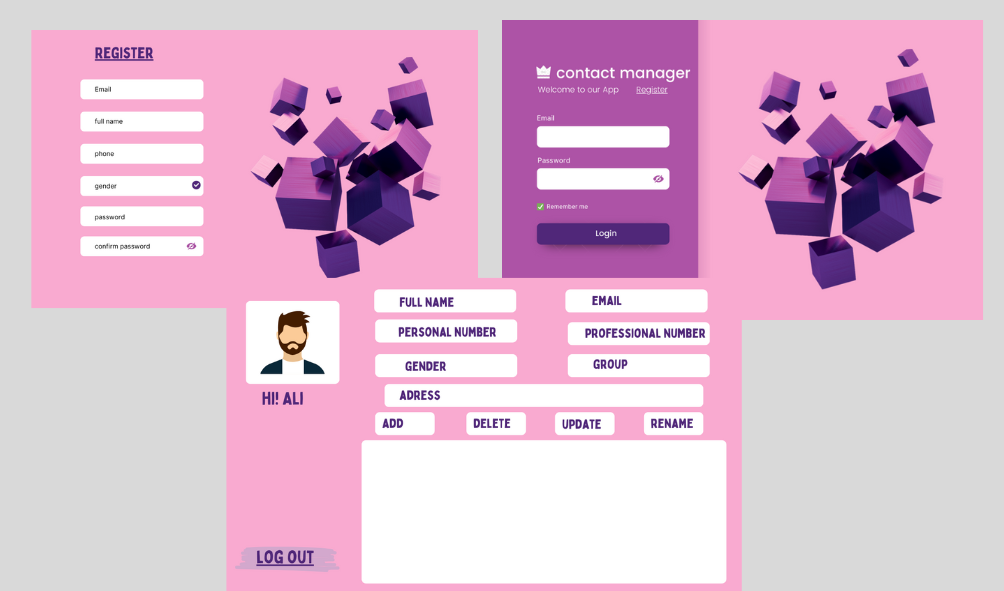 REGISTER
Email
full name
phone
gender
password
confirm password
contact manager
Welcome to our App Register
Email
Password
Remember me
Login
HI! ALI
LOG OUT
FULL NAME EMAIL
PERSONAL NUMBER PROFESSIONAL NUMBER
GENDER GROUP
ADRESS
ADD DELETE UPDATE RENAME